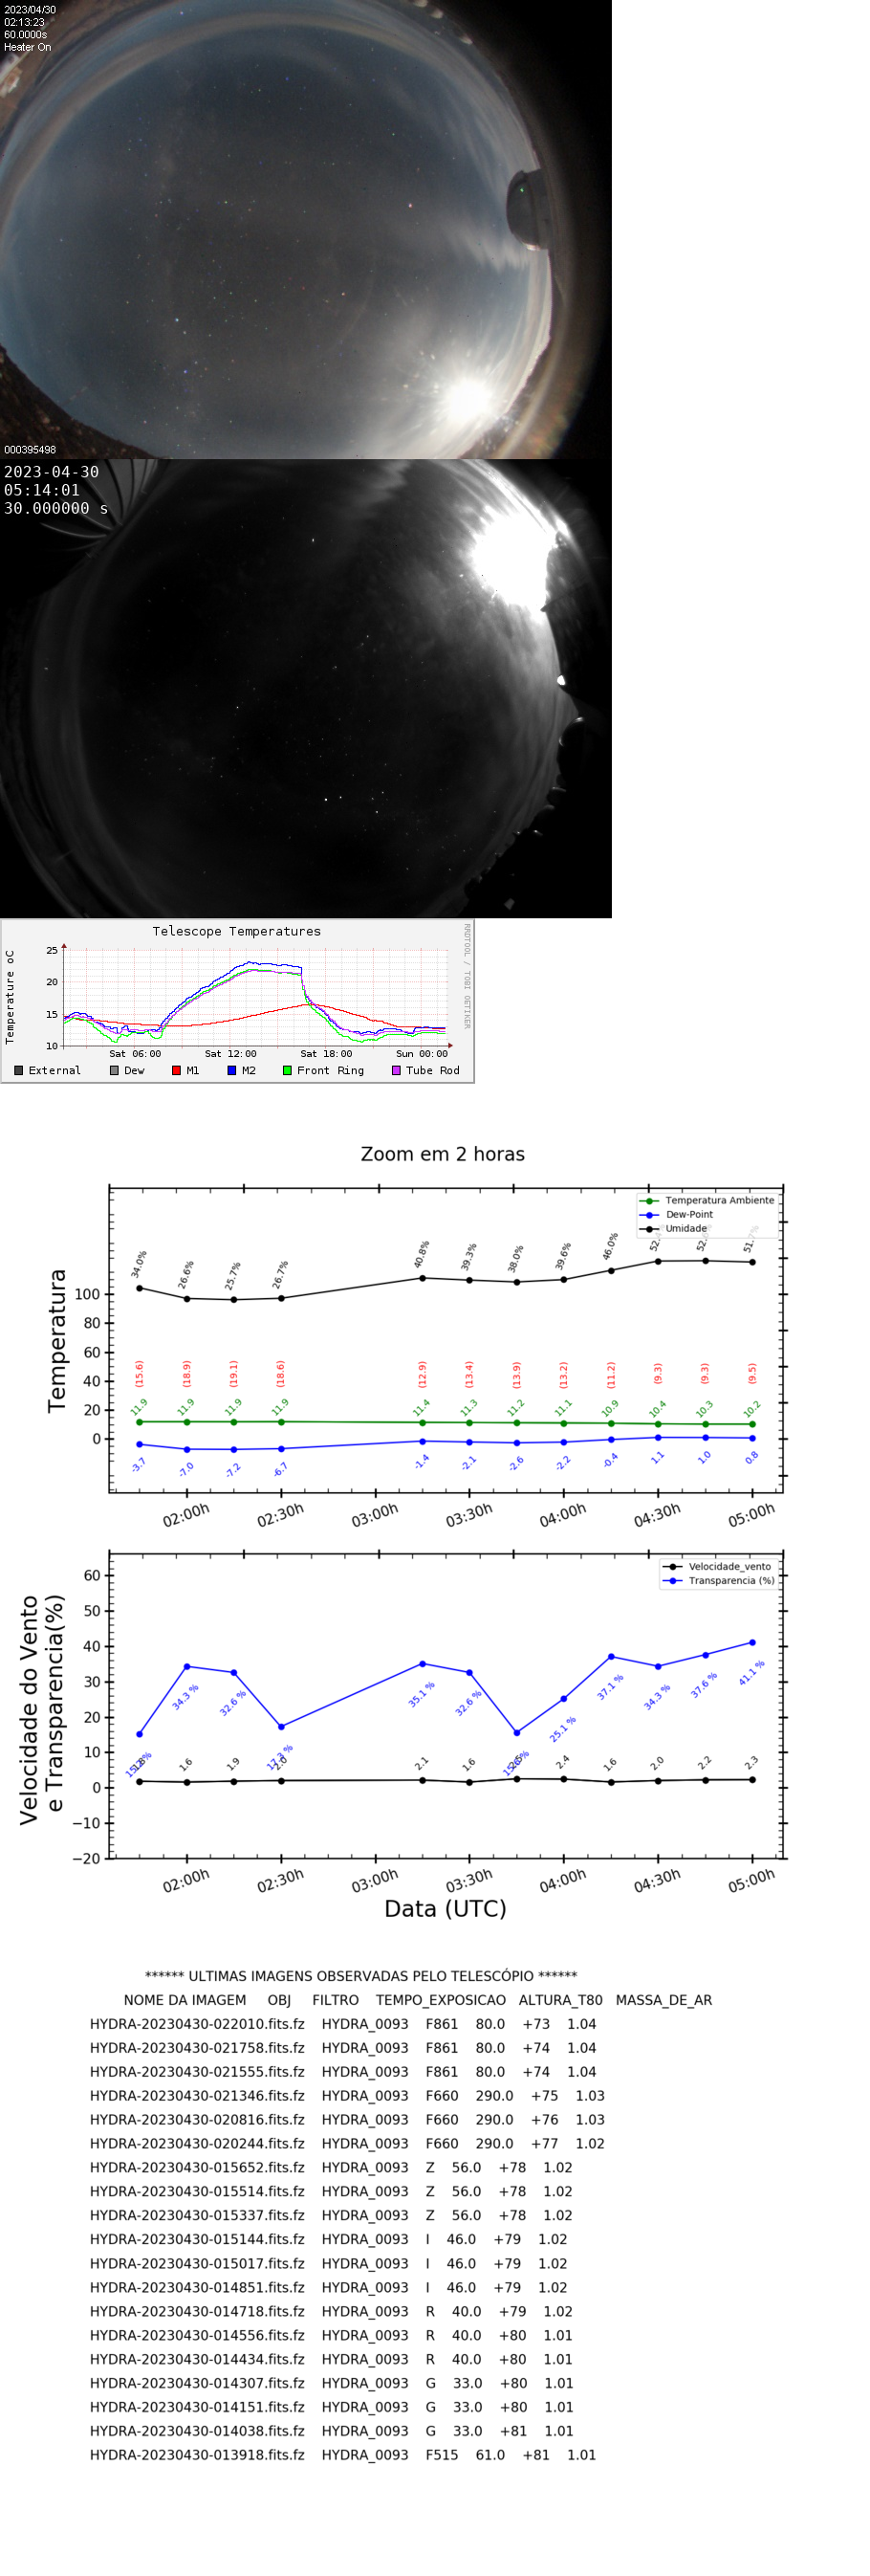 2023/04/30
02:13:23
60.0000s
Heater On
000395498
2023-04-30
05:14:01
30.000000 s
Telescope Temperatures
RRDTOOL / TOBI OETIKER
Temperature oC
25
20
15
10
Sat 06:00 Sat 12:00 Sat 18:00 Sun 00:00
External Dew M1 M2 Front Ring Tube Rod
Zoom em 2 horas
Temperatura Ambiente
Dew-Point
Umidade
Temperatura
34.0% 26.6% 25.7% 26.7% 40.8% 39.3% 38.0% 39.6% 46.0%
100
80
60
40
20
0
(15.6) (18.9) (19.1) (18.6) (12.9) (13.4) (13.9) (13.2) (11.2) (9.3) (9.3) (9.5)
11.9 11.9 11.9 11.9 11.4 11.3 11.2 11.1 10.9 10.4 10.3 10.2
-3.7 -7.0 -7.2 -6.7 -1.4 -2.1 -2.6 -2.2 -0.4 1.1 1.0 0.8
02:00h 02:30h 03:00h 03:30h 04:00h 04:30h 05:00h
Velocidade_vento
Transparencia (%)
Velocidade do Vento
e Transparencia(%)
60
50
40
30
20
10
0
−10
−20
34.3 % 32.6 % 35.1 % 32.6 % 25.1 % 37.1 % 34.3 % 37.6 % 41.1 %
1.6 1.9 2.1 1.6 2.4 1.6 2.0 2.2 2.3
02:00h 02:30h 03:00h 03:30h 04:00h 04:30h 05:00h
Data (UTC)
****** ULTIMAS IMAGENS OBSERVADAS PELO TELESCÓPIO ******
NOME DA IMAGEM OBJ FILTRO TEMPO_EXPOSICAO ALTURA_T80 MASSA_DE_AR
HYDRA-20230430-022010.fits.fz HYDRA_0093 F861 80.0 +73 1.04
HYDRA-20230430-021758.fits.fz HYDRA_0093 F861 80.0 +74 1.04
HYDRA-20230430-021555.fits.fz HYDRA_0093 F861 80.0 +74 1.04
HYDRA-20230430-021346.fits.fz HYDRA_0093 F660 290.0 +75 1.03
HYDRA-20230430-020816.fits.fz HYDRA_0093 F660 290.0 +76 1.03
HYDRA-20230430-020244.fits.fz HYDRA_0093 F660 290.0 +77 1.02
HYDRA-20230430-015652.fits.fz HYDRA_0093 Z 56.0 +78 1.02
HYDRA-20230430-015514.fits.fz HYDRA_0093 Z 56.0 +78 1.02
HYDRA-20230430-015337.fits.fz HYDRA_0093 Z 56.0 +78 1.02
HYDRA-20230430-015144.fits.fz HYDRA_0093 I 46.0 +79 1.02
HYDRA-20230430-015017.fits.fz HYDRA_0093 I 46.0 +79 1.02
HYDRA-20230430-014851.fits.fz HYDRA_0093 I 46.0 +79 1.02
HYDRA-20230430-014718.fits.fz HYDRA_0093 R 40.0 +79 1.02
HYDRA-20230430-014556.fits.fz HYDRA_0093 R 40.0 +80 1.01
HYDRA-20230430-014434.fits.fz HYDRA_0093 R 40.0 +80 1.01
HYDRA-20230430-014307.fits.fz HYDRA_0093 G 33.0 +80 1.01
HYDRA-20230430-014151.fits.fz HYDRA_0093 G 33.0 +80 1.01
HYDRA-20230430-014038.fits.fz HYDRA_0093 G 33.0 +81 1.01
HYDRA-20230430-013918.fits.fz HYDRA_0093 F515 61.0 +81 1.01